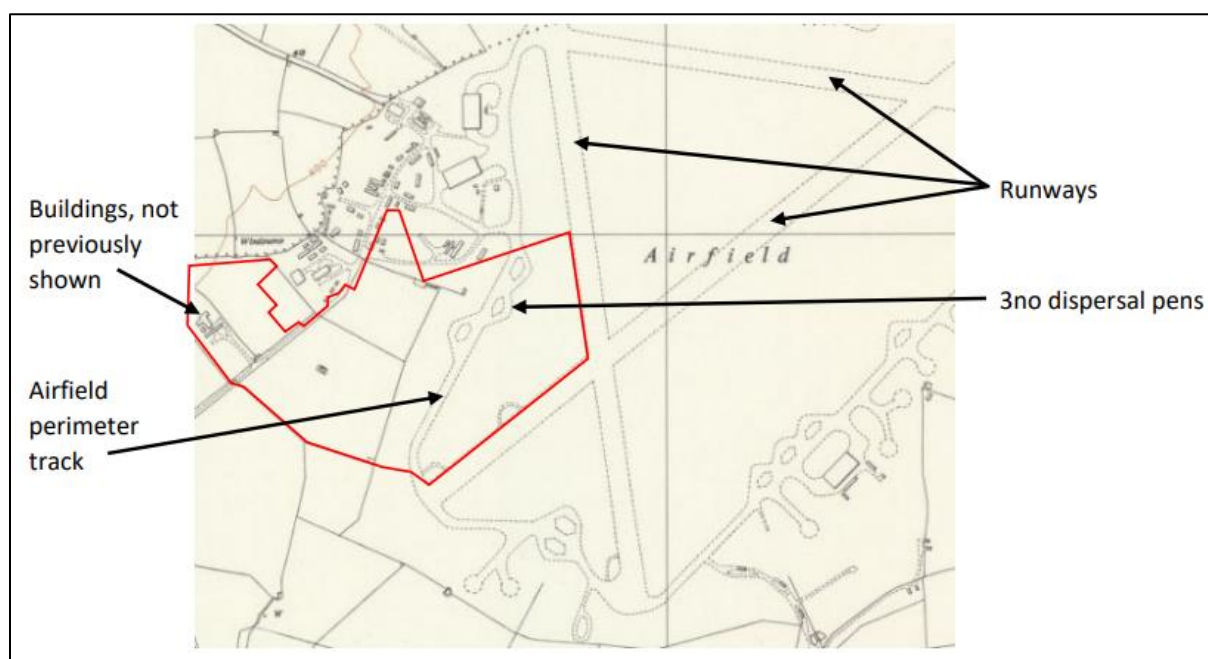 Buildings, not
previously
shown
Airfield
perimeter
track
Runways
3no dispersal pens
Airfield